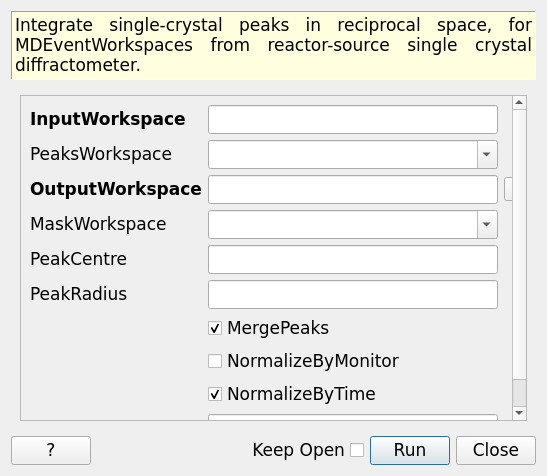 Integrate single-crystal peaks in reciprocal space, for
MDEventWorkspaces from reactor-source single crystal
diffractometer.
InputWorkspace
PeaksWorkspace
OutputWorkspace
MaskWorkspace
PeakCentre
PeakRadius
MergePeaks
NormalizeByMonitor
NormalizeByTime
? Keep Open Run Close